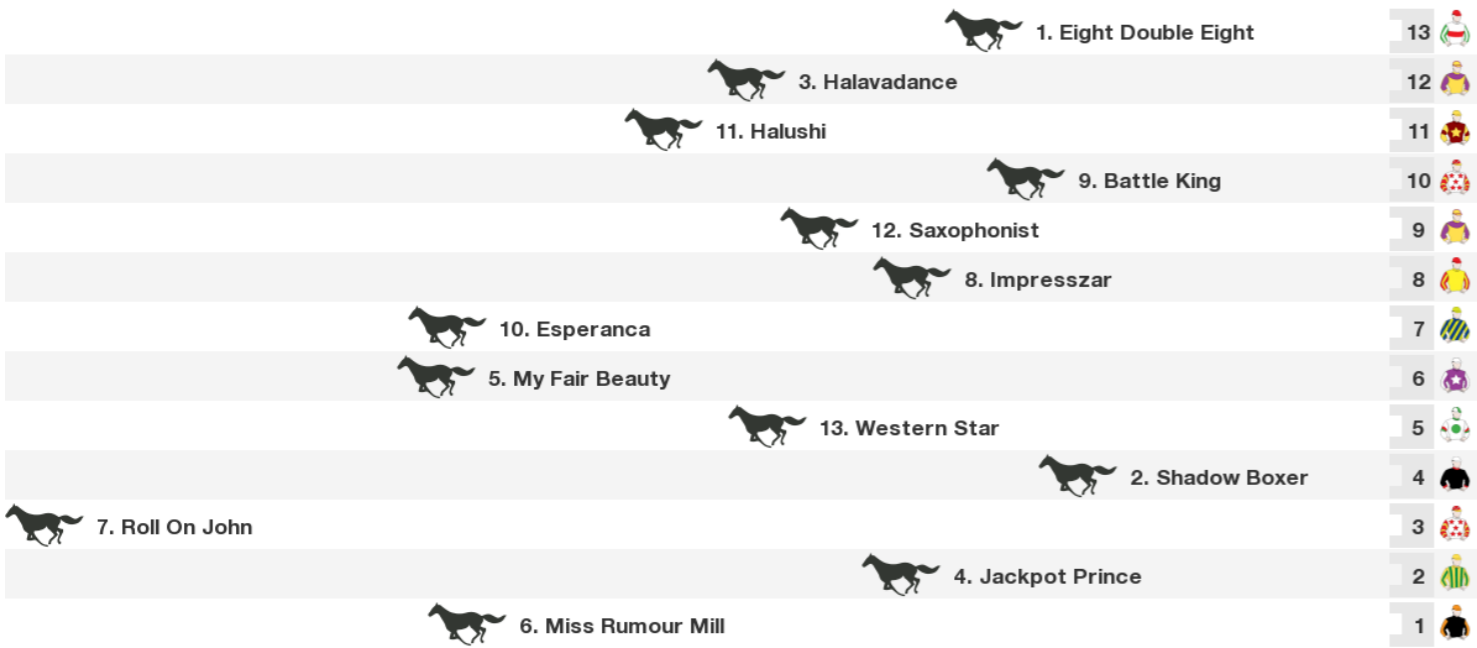 1. Eight Double Eight 13
3. Halavadance 12
11. Halushi 11
9. Battle King 10
12. Saxophonist 9
8. Impresszar 8
10. Esperanca 7
5. My Fair Beauty 6
13. Western Star 5
2. Shadow Boxer 4
7. Roll On John 3
4. Jackpot Prince 2
6. Miss Rumour Mill 1